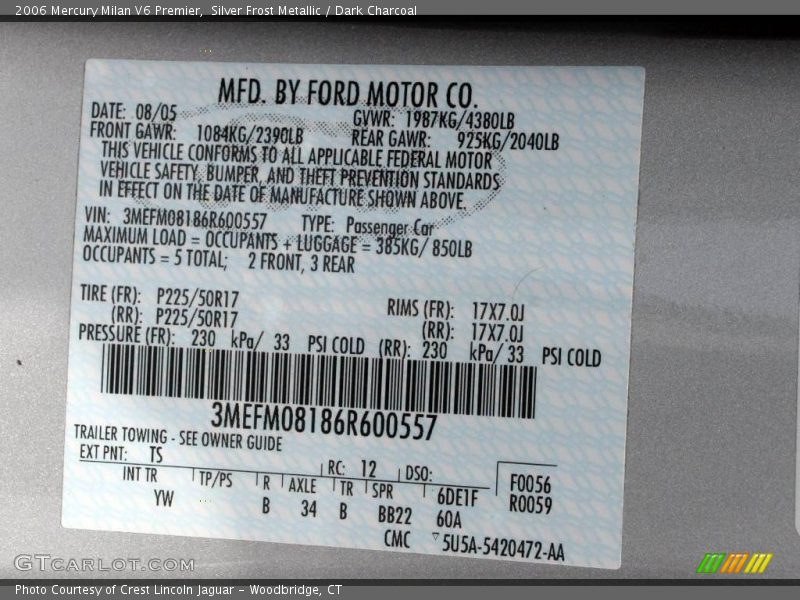 2006 Mercury Milan V6 Premier,  Silver Frost Metallic / Dark Charcoal
MFD. BY FORD MOTOR CO.
DATE: 08/05 GVWR: 1987KG/4380LB
FRONT GAWR: 1084KG/2390LB REAR GAWR: 925KG/2040LB
THIS VEHICLE CONFORMS TO ALL APPLICABLE FEDERAL MOTOR
VEHICLE SAFETY, BUMPER, AND THEFT PREVENTION STANDARDS
IN EFFECT ON THE DATE OF MANUFACTURE SHOWN ABOVE.
VIN: 3MEFM08186R600557 TYPE: Passenger Car
MAXIMUM LOAD = OCCUPANTS + LUGGAGE = 385KG/ 850LB
OCCUPANTS = 5 TOTAL; 2 FRONT, 3 REAR
TIRE (FR): P225/50R17 RIMS (FR): 17X7.0J
(RR): P225/50R17 (RR): 17X7.0J
PRESSURE (FR): 230 kPa/ 33 PSI COLD (RR): 230 kPa/ 33 PSI COLD
3MEFM08186R600557
TRAILER TOWING - SEE OWNER GUIDE
EXT PNT: TS RC: 12 DSO: F0056
INT TR TP/PS R AXLE TR SPR 6DE1F R0059
YW B 34 B BB22 60A
CMC 5U5A-5420472-AA
GTCARLOT.COM
Photo Courtesy of Crest Lincoln Jaguar - Woodbridge, CT